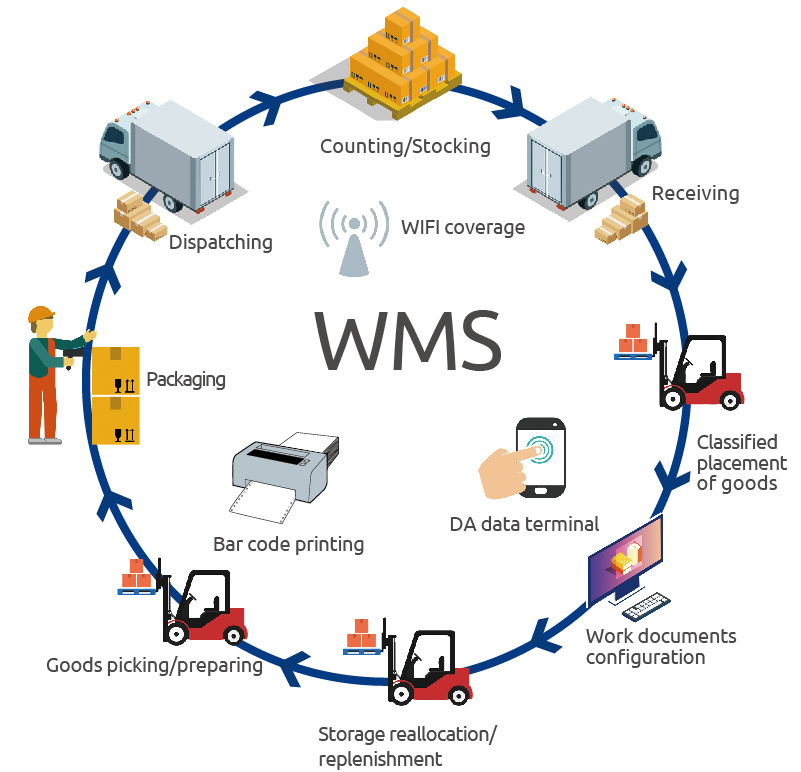 Counting/Stocking
Receiving
WIFI coverage
Dispatching
WMS
Packaging
Classified
placement
of goods
DA data terminal
Bar code printing
Work documents
configuration
Goods picking/preparing
Storage reallocation/
replenishment